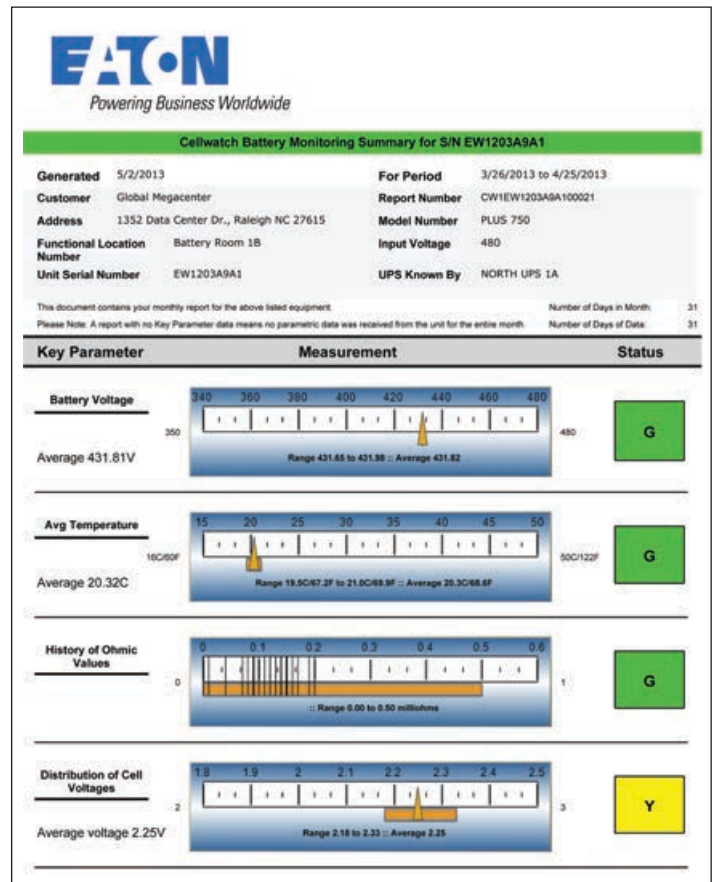 EATON
Powering Business Worldwide
Cellwatch Battery Monitoring Summary for S/N EW1203A9A1
Generated 5/2/2013 For Period 3/26/2013 to 4/25/2013
Customer Global Megacenter Report Number CW1EW1203A9A100021
Address 1352 Data Center Dr., Raleigh NC 27615 Model Number PLUS 750
Functional Location Number Battery Room 1B Input Voltage 480
Unit Serial Number EW1203A9A1 UPS Known By NORTH UPS 1A
This document contains your monthly report for the above listed equipment. Number of Days in Month: 31
Please Note: A report with no Key Parameter data means no parametric data was received from the unit for the entire month. Number of Days of Data: 31
Key Parameter Measurement Status
Battery Voltage
340 360 380 400 420 440 460 480
350 480 G
Average 431.81V
Range 431.65 to 431.98 :: Average 431.82
Avg Temperature
15 20 25 30 35 40 45 50
16C/60F 50C/122F G
Average 20.32C
Range 19.5C/67.2F to 21.0C/69.9F :: Average 20.3C/68.6F
History of Ohmic Values
0 0.1 0.2 0.3 0.4 0.5 0.6
0 1 G
:: Range 0.00 to 0.50 milliohms
Distribution of Cell Voltages
1.8 1.9 2 2.1 2.2 2.3 2.4 2.5
2 3 Y
Average voltage 2.25V
Range 2.18 to 2.33 :: Average 2.25